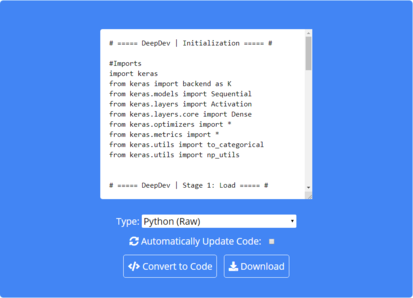 # ===== DeepDev | Initialization ===== #
#Imports
import keras
from keras import backend as K
from keras.models import Sequential
from keras.layers import Activation
from keras.layers.core import Dense
from keras.optimizers import *
from keras.metrics import *
from keras.utils import to_categorical
from keras.utils import np_utils
# ===== DeepDev | Stage 1: Load ===== #
Type: Python (Raw)
Automatically Update Code:
Convert to Code Download